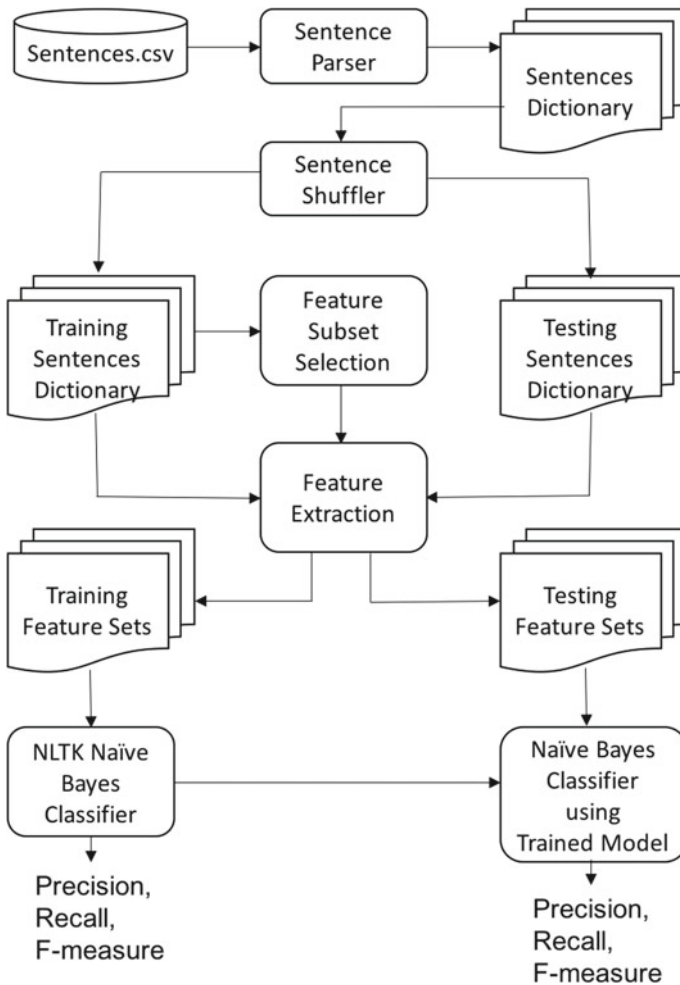 Sentences.csv
Sentence
Parser
Sentences
Dictionary
Sentence
Shuffler
Training
Sentences
Dictionary
Feature
Subset
Selection
Testing
Sentences
Dictionary
Feature
Extraction
Training
Feature Sets
Testing
Feature Sets
NLTK Naïve
Bayes
Classifier
Naïve Bayes
Classifier
using
Trained Model
Precision,
Recall,
F-measure
Precision,
Recall,
F-measure